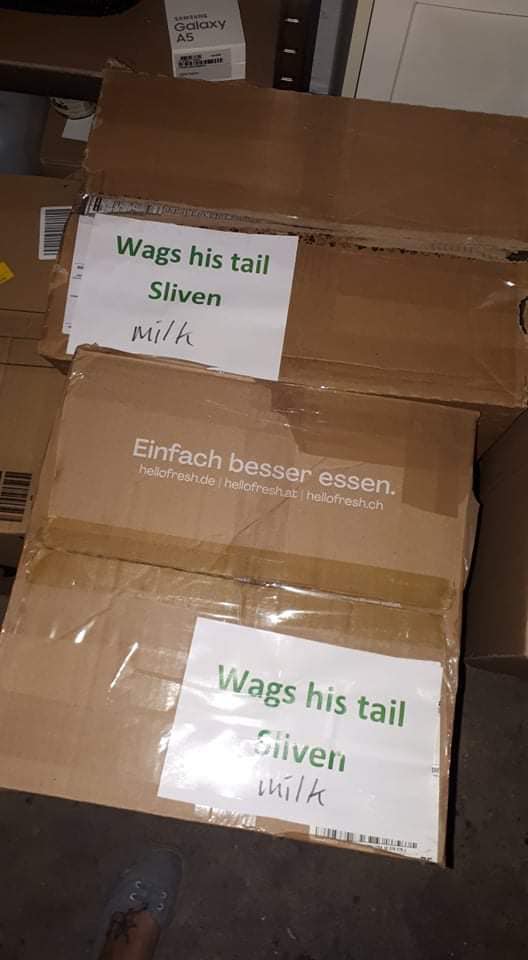 SAMSUNG
Galaxy
A5
Wags his tail
Sliven
milk
Einfach besser essen.
hellofresh.de | hellofresh.at | hellofresh.ch
Wags his tail
Sliven
milk